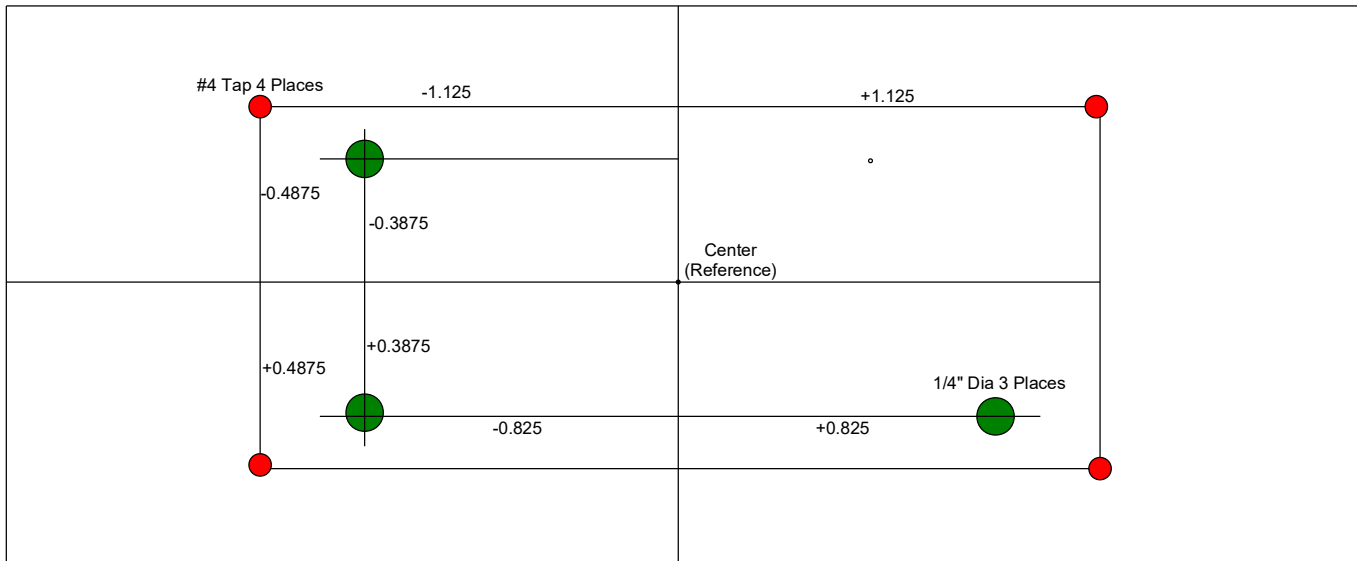 #4 Tap 4 Places
-1.125
+1.125
-0.4875
-0.3875
Center
(Reference)
+0.3875
+0.4875
1/4" Dia 3 Places
-0.825
+0.825